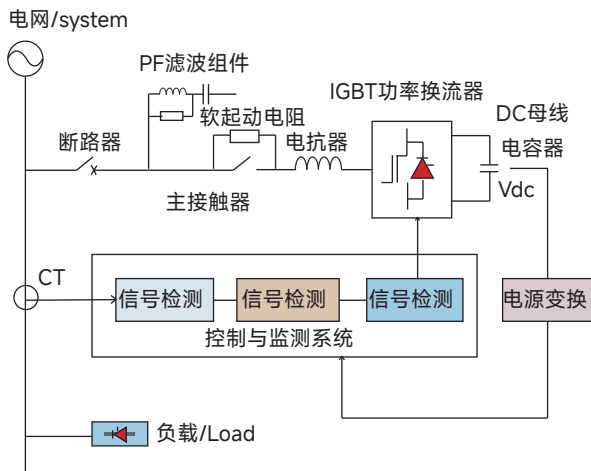 电网/system
PF滤波组件
IGBT功率换流器
DC母线
软起动电阻
断路器
电抗器
电容器
Vdc
主接触器
CT
信号检测
信号检测
信号检测
电源变换
控制与监测系统
负载/Load